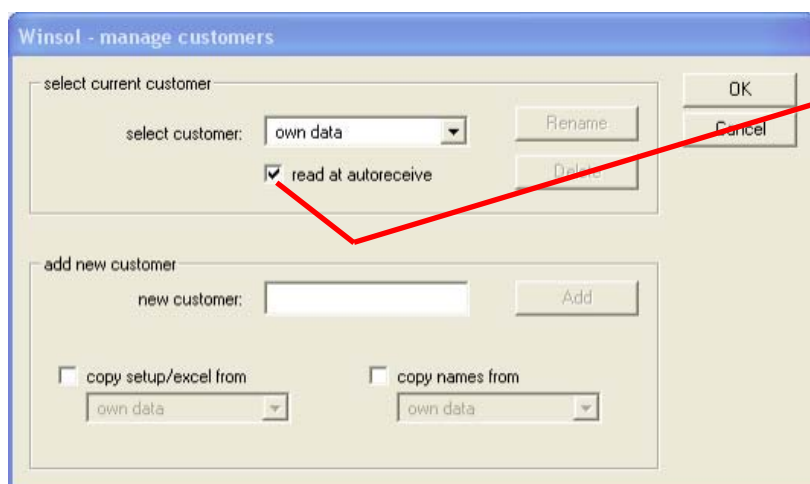 Winsol - manage customers
select current customer
select customer: own data
Rename
read at autoreceive
Delete
OK
Cancel
add new customer
new customer:
Add
copy setup/excel from
copy names from
own data
own data